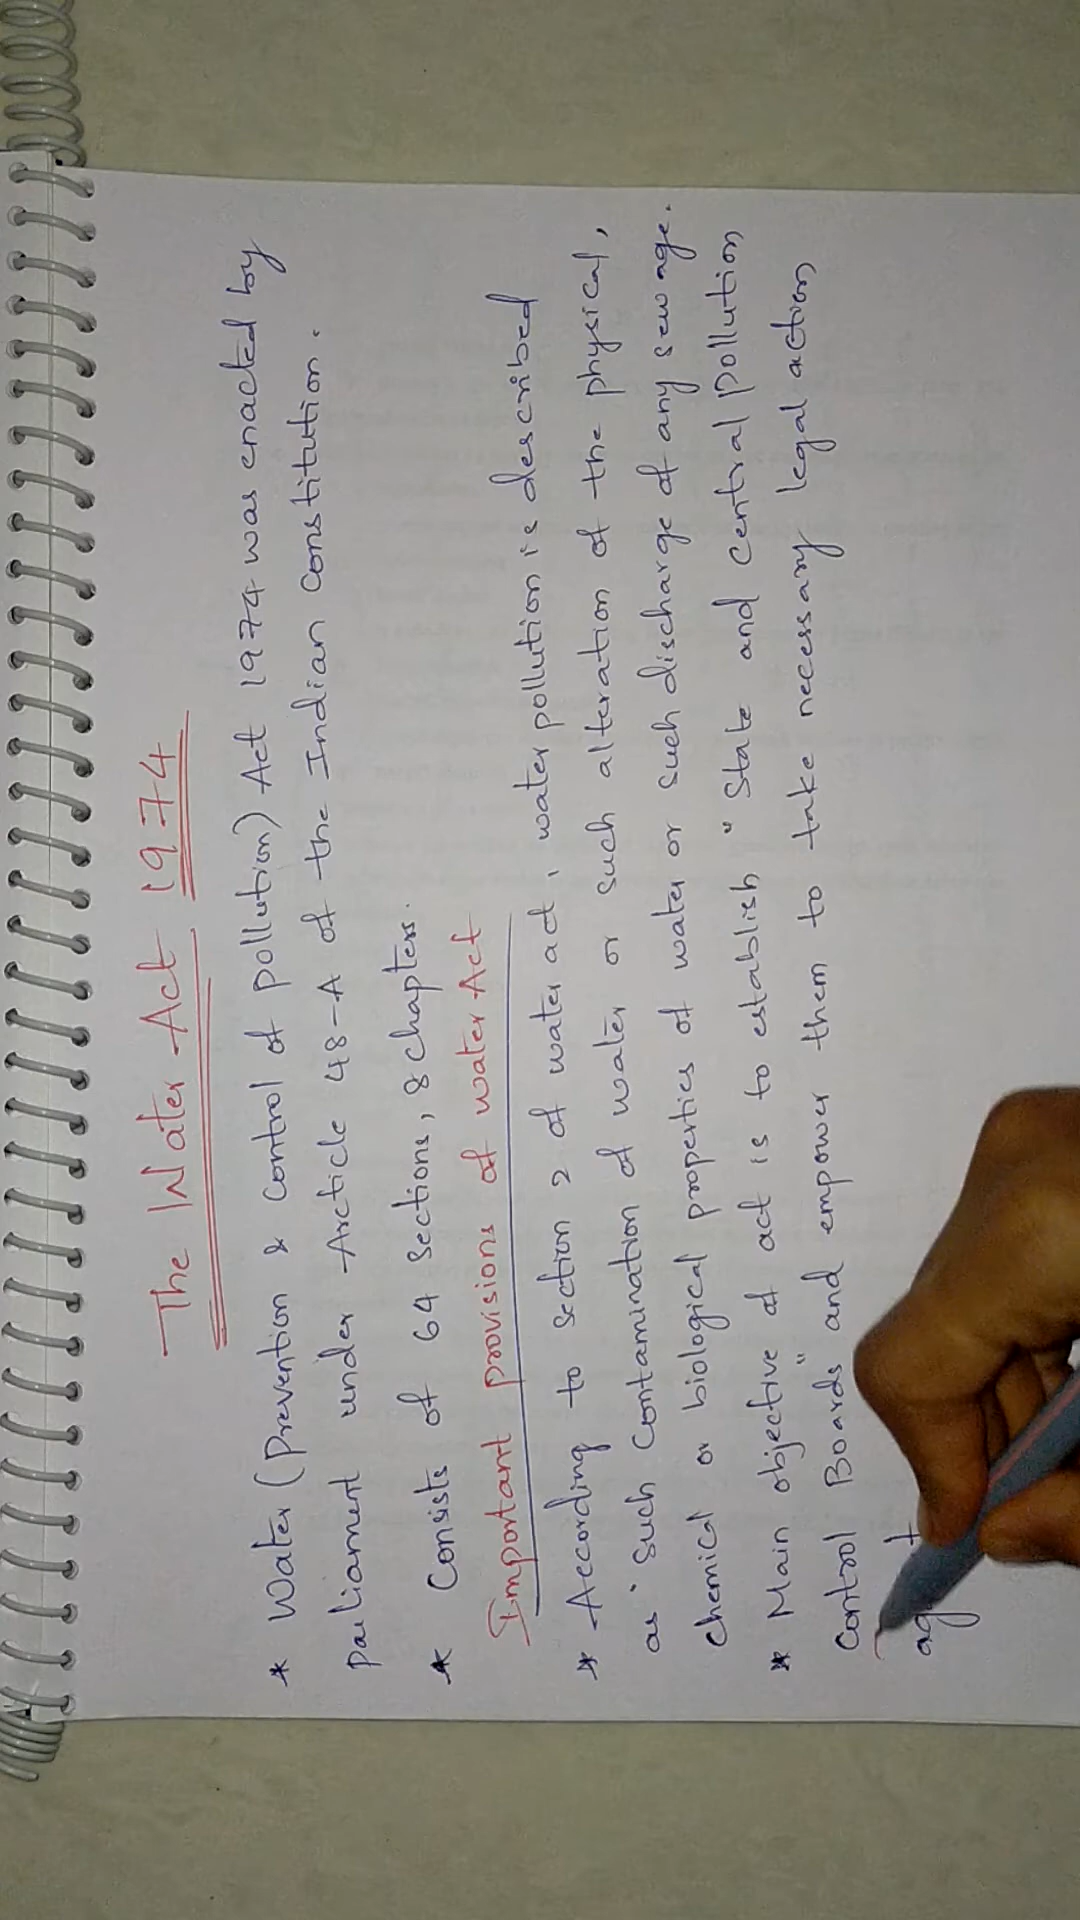 The Water Act 1974
* Water (prevention & control of pollution) Act 1974 was enacted by
parliament under Article 48-A of the Indian constitution.
* Consists of 64 sections, 8 chapters.
Important provisions of water Act
* According to section 2 of water act, water pollution is described
as "such contamination of water or such alteration of the physical,
chemical or biological properties of water or such discharge of any sewage.
* Main objective of act is to establish "State and central pollution
control Boards" and empower them to take necessary legal action